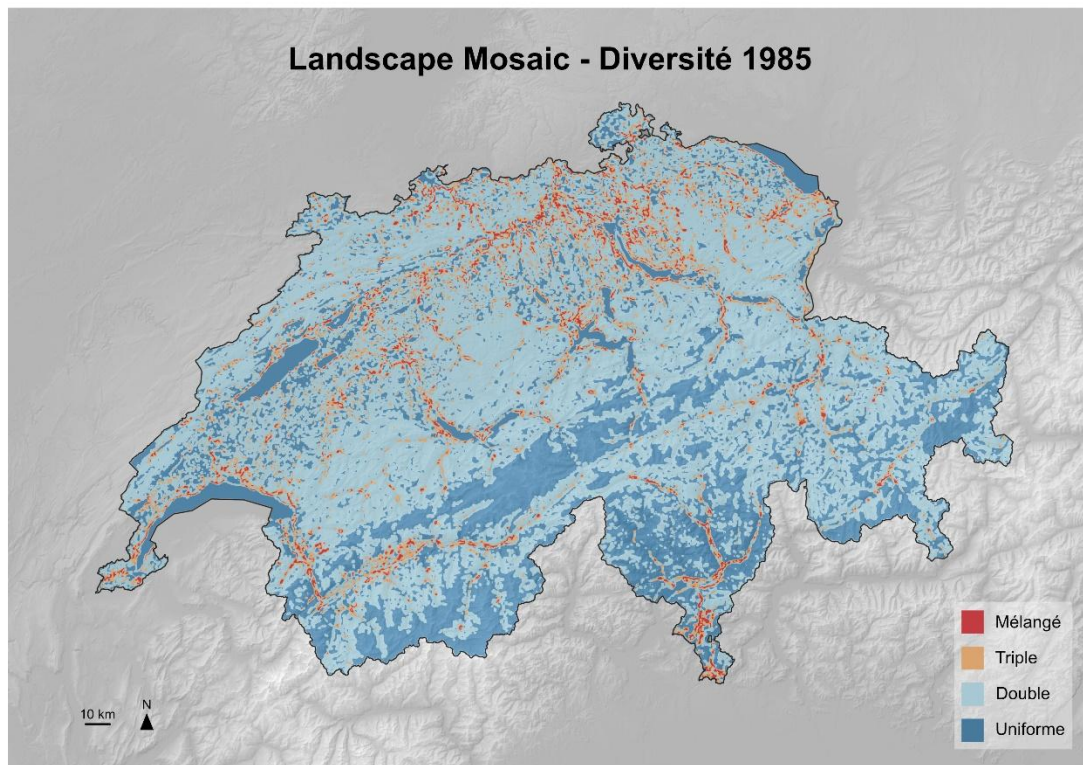 Landscape Mosaic - Diversité 1985
Mélangé
Triple
Double
Uniforme
10 km
N